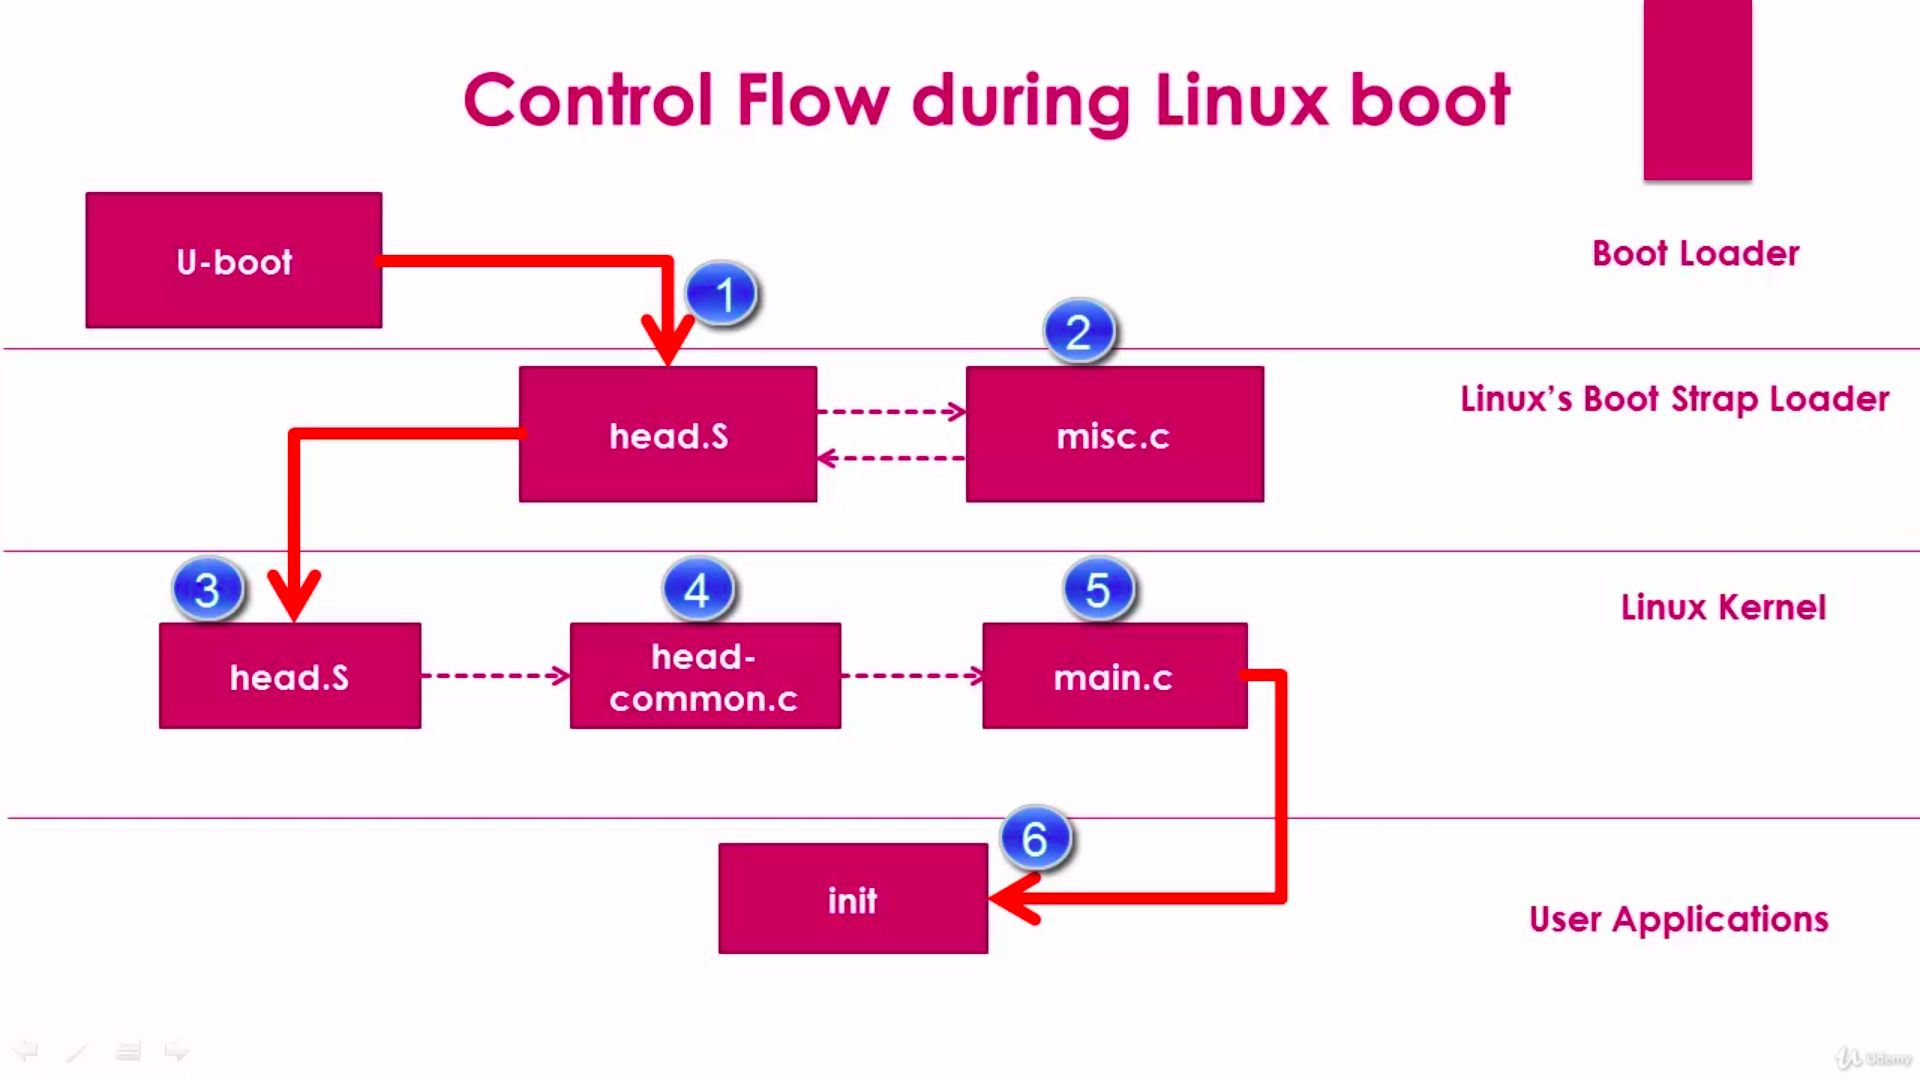 Control Flow during Linux boot
U-boot
Boot Loader
1
2
head.S
misc.c
Linux’s Boot Strap Loader
3
4
5
Linux Kernel
head.S
head-
common.c
main.c
6
init
User Applications
Udemy